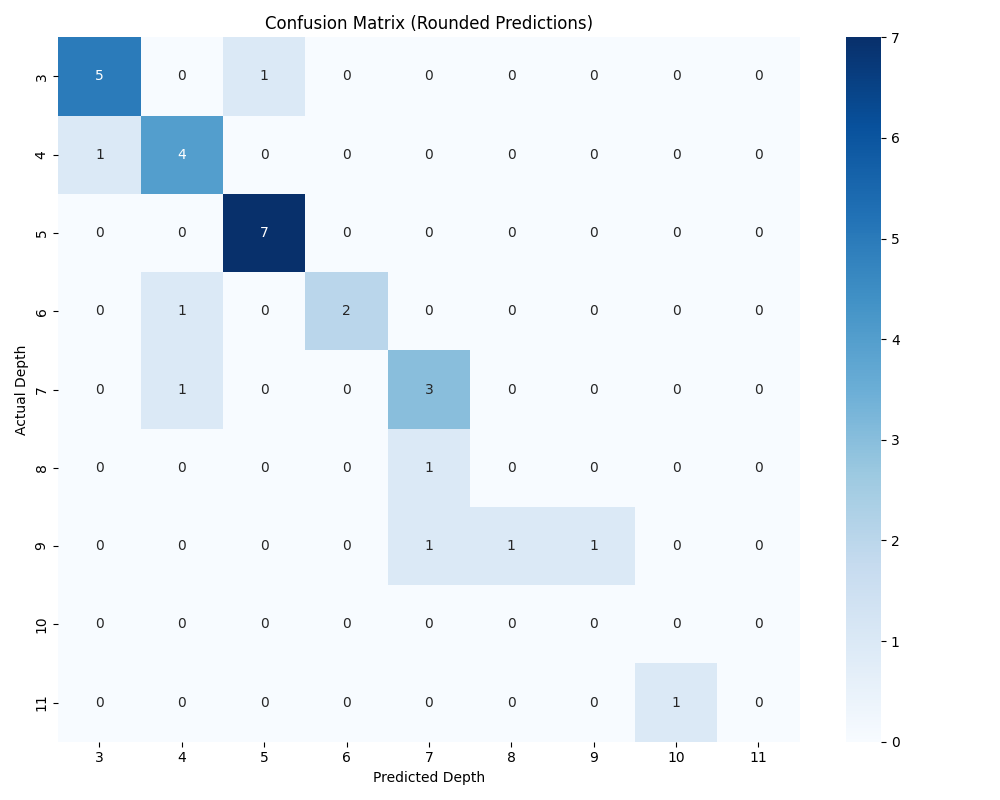 Confusion Matrix (Rounded Predictions)
3 5 0 1 0 0 0 0 0 0
4 1 4 0 0 0 0 0 0 0
5 0 0 7 0 0 0 0 0 0
6 0 1 0 2 0 0 0 0 0
7 0 1 0 0 3 0 0 0 0
8 0 0 0 0 1 0 0 0 0
9 0 0 0 0 1 1 1 0 0
10 0 0 0 0 0 0 0 0 0
11 0 0 0 0 0 0 0 1 0
3 4 5 6 7 8 9 10 11
Predicted Depth
Actual Depth
7
6
5
4
3
2
1
0